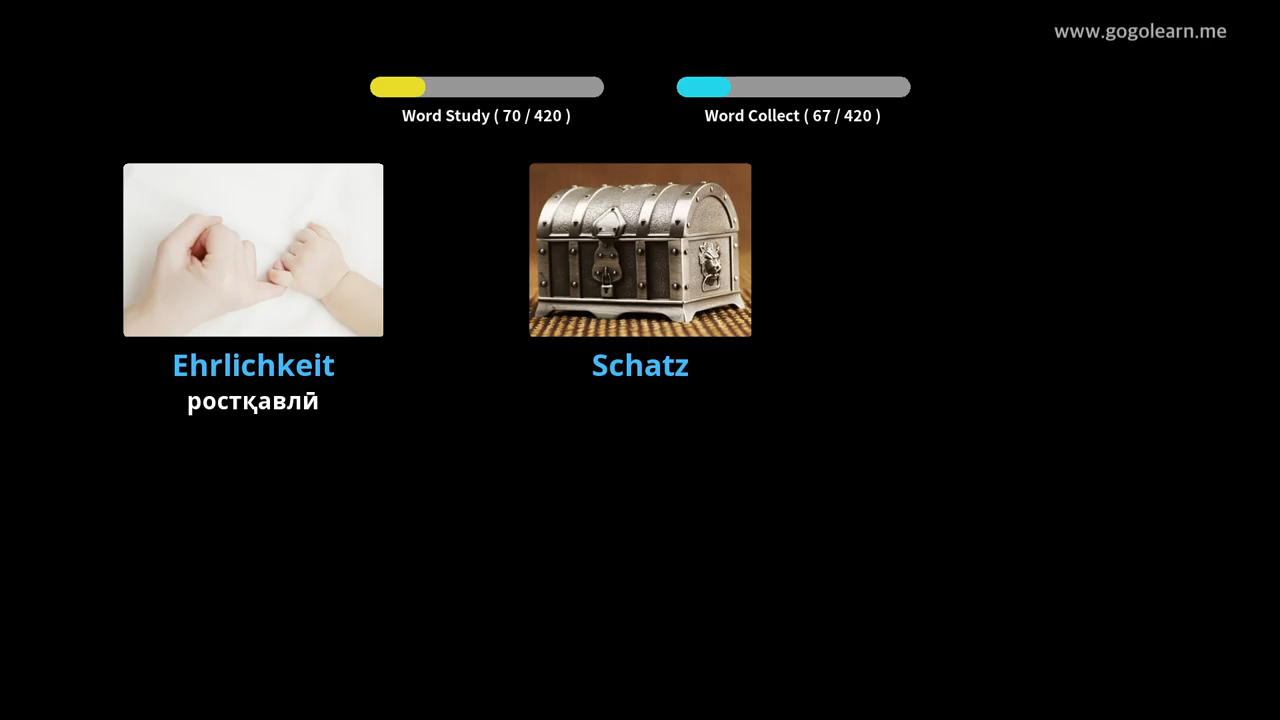 www.gogolearn.me
Word Study ( 70 / 420 )
Word Collect ( 67 / 420 )
Ehrlichkeit
ростқавлӣ
Schatz